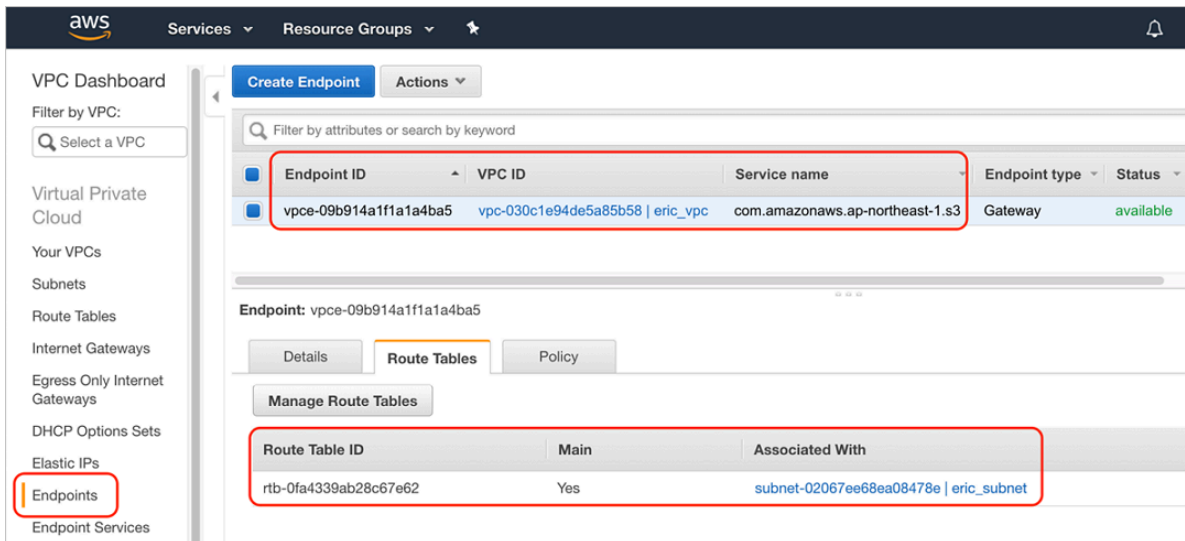 aws
Services
Resource Groups
VPC Dashboard
Filter by VPC:
Select a VPC
Virtual Private
Cloud
Your VPCs
Subnets
Route Tables
Internet Gateways
Egress Only Internet
Gateways
DHCP Options Sets
Elastic IPs
Endpoints
Endpoint Services
Create Endpoint
Actions
Filter by attributes or search by keyword
Endpoint ID VPC ID Service name Endpoint type Status
vpce-09b914a1f1a1a4ba5 vpc-030c1e94de5a85b58 | eric_vpc com.amazonaws.ap-northeast-1.s3 Gateway available
Endpoint: vpce-09b914a1f1a1a4ba5
Details Route Tables Policy
Manage Route Tables
Route Table ID Main Associated With
rtb-0fa4339ab28c67e62 Yes subnet-02067ee68ea08478e | eric_subnet